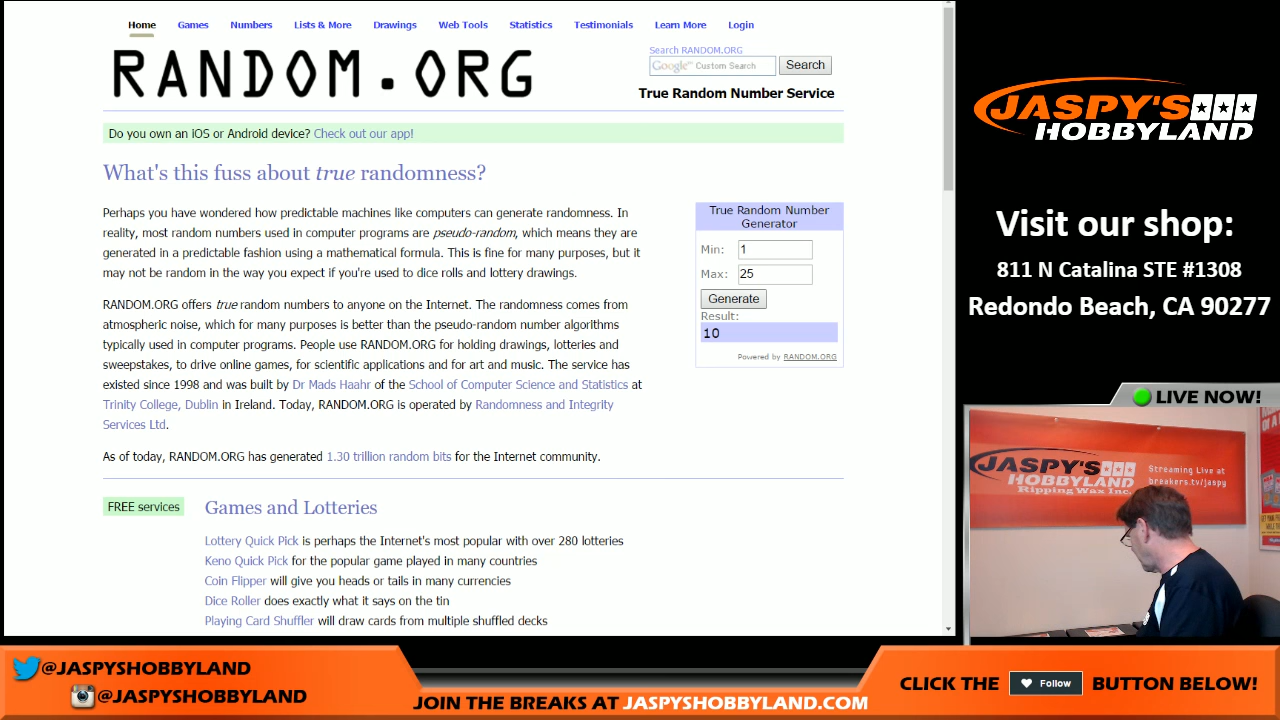 Home Games Numbers Lists & More Drawings Web Tools Statistics Testimonials Learn More Login
RANDOM.ORG
Search RANDOM.ORG
Google™ Custom Search
Search
True Random Number Service
Do you own an iOS or Android device? Check out our app!
What's this fuss about true randomness?
Perhaps you have wondered how predictable machines like computers can generate randomness. In
reality, most random numbers used in computer programs are pseudo-random, which means they are
generated in a predictable fashion using a mathematical formula. This is fine for many purposes, but it
may not be random in the way you expect if you're used to dice rolls and lottery drawings.
RANDOM.ORG offers true random numbers to anyone on the Internet. The randomness comes from
atmospheric noise, which for many purposes is better than the pseudo-random number algorithms
typically used in computer programs. People use RANDOM.ORG for holding drawings, lotteries and
sweepstakes, to drive online games, for scientific applications and for art and music. The service has
existed since 1998 and was built by Dr Mads Haahr of the School of Computer Science and Statistics at
Trinity College, Dublin in Ireland. Today, RANDOM.ORG is operated by Randomness and Integrity
Services Ltd.
As of today, RANDOM.ORG has generated 1.30 trillion random bits for the Internet community.
True Random Number
Generator
Min: 1
Max: 25
Generate
Result:
10
Powered by RANDOM.ORG
FREE services
Games and Lotteries
Lottery Quick Pick is perhaps the Internet's most popular with over 280 lotteries
Keno Quick Pick for the popular game played in many countries
Coin Flipper will give you heads or tails in many currencies
Dice Roller does exactly what it says on the tin
Playing Card Shuffler will draw cards from multiple shuffled decks
JASPY'S
HOBBYLAND
Visit our shop:
811 N Catalina STE #1308
Redondo Beach, CA 90277
LIVE NOW!
JASPY'S
HOBBYLAND
Ripping Wax Inc.
Streaming Live at
breakers.tv/jaspy
@JASPYSHOBBYLAND
@JASPYSHOBBYLAND
JOIN THE BREAKS AT JASPYSHOBBYLAND.COM
CLICK THE Follow BUTTON BELOW!